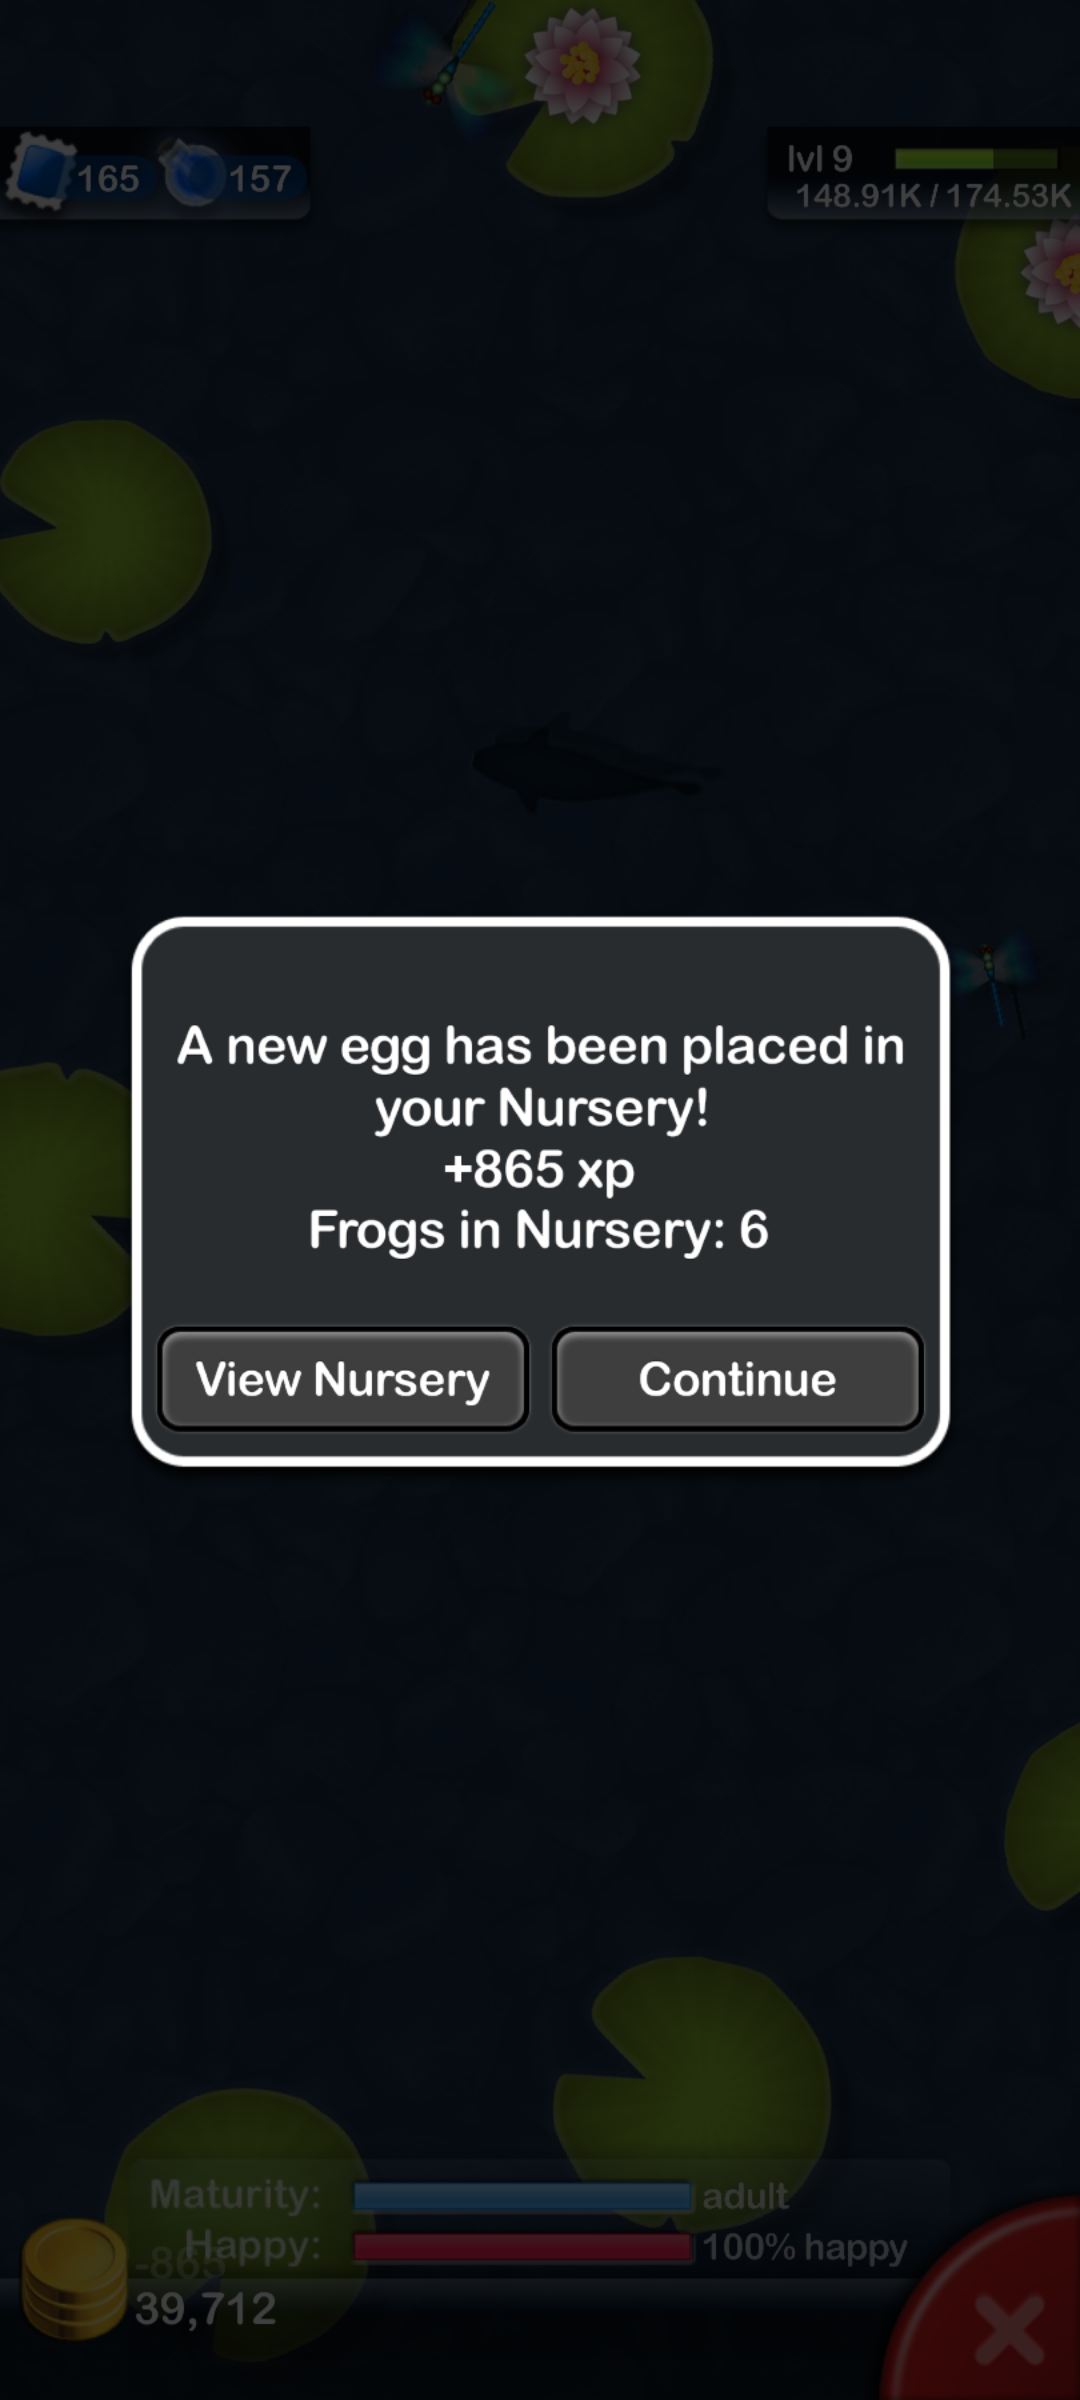 165
157
lvl 9
148.91K / 174.53K
A new egg has been placed in
your Nursery!
+865 xp
Frogs in Nursery: 6
View Nursery
Continue
Maturity:
adult
Happy:
100% happy
-865
39,712